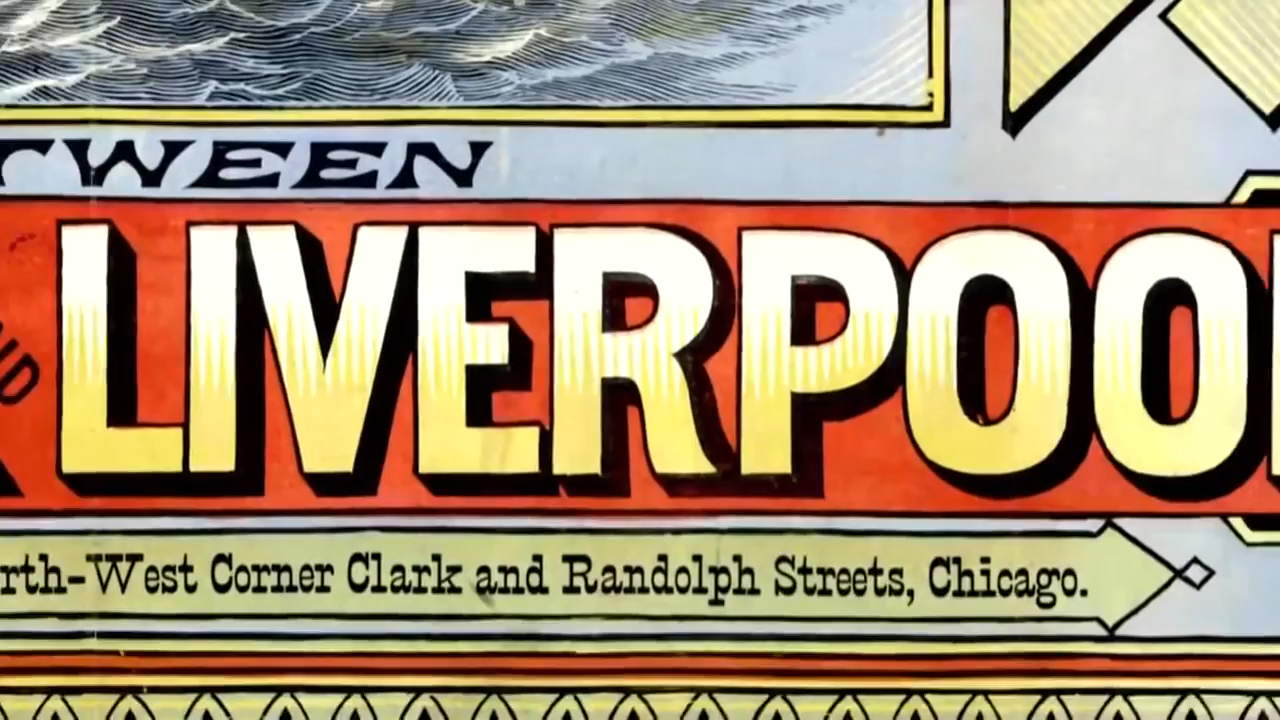 TWEEN
LIVERPOO
rth-West Corner Clark and Randolph Streets, Chicago.